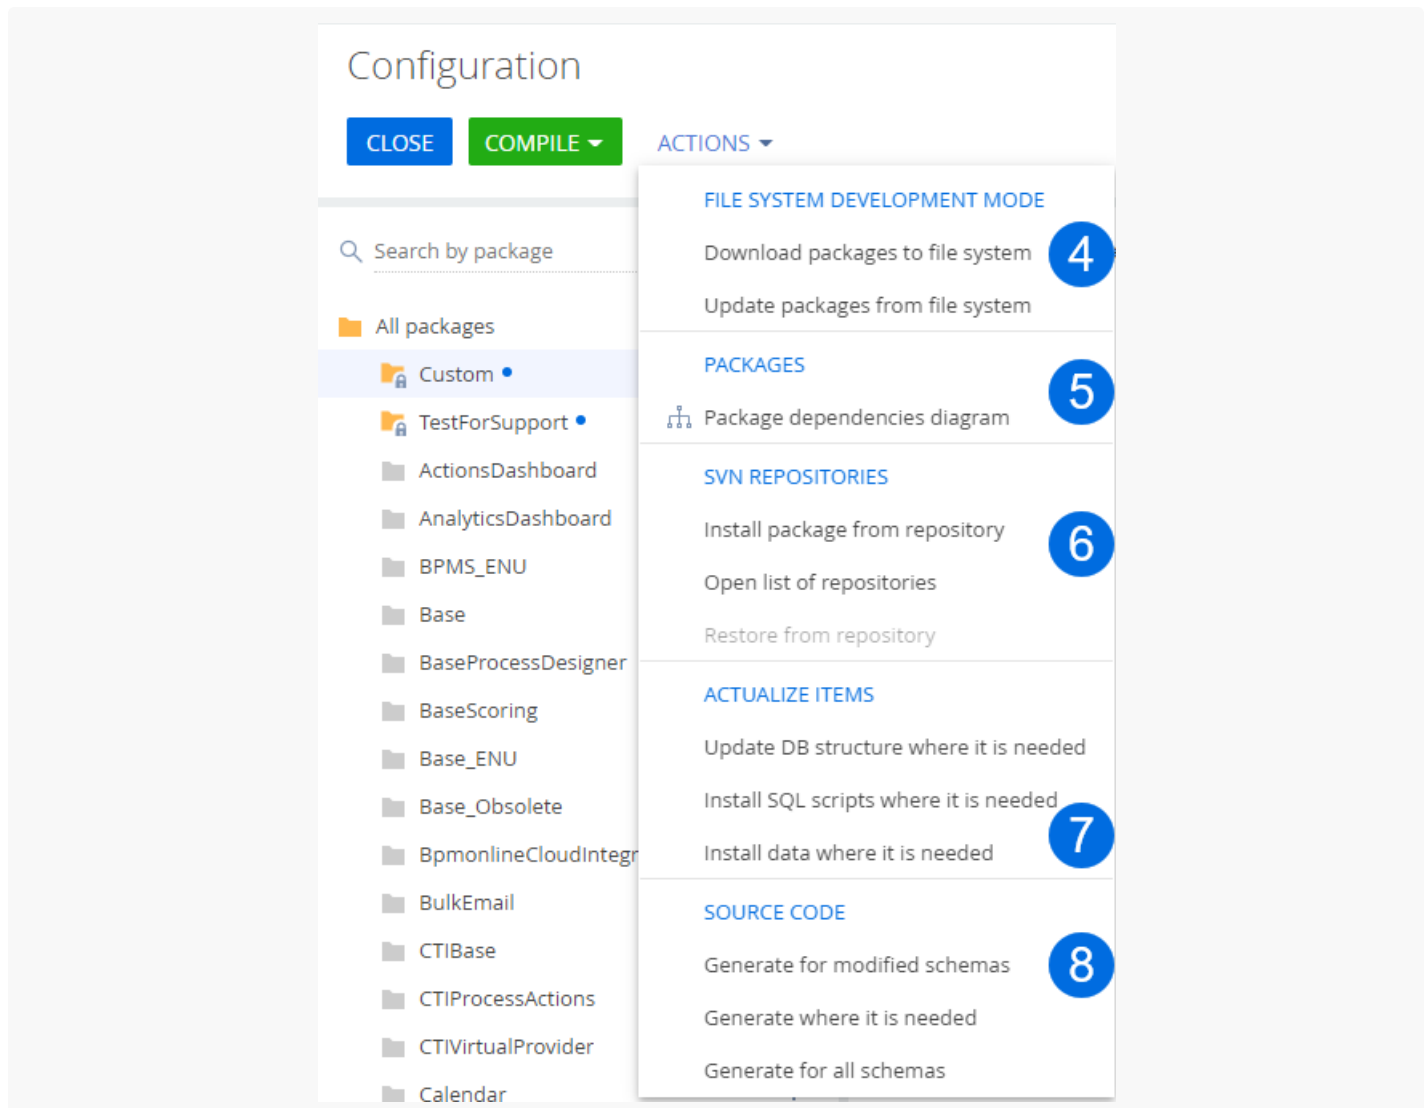 Configuration
CLOSE
COMPILE
ACTIONS
Search by package
All packages
Custom
TestForSupport
ActionsDashboard
AnalyticsDashboard
BPMS_ENU
Base
BaseProcessDesigner
BaseScoring
Base_ENU
Base_Obsolete
BpmonlineCloudIntegr
BulkEmail
CTIBase
CTIProcessActions
CTIVirtualProvider
Calendar
FILE SYSTEM DEVELOPMENT MODE
Download packages to file system
4
Update packages from file system
PACKAGES
5
Package dependencies diagram
SVN REPOSITORIES
Install package from repository
6
Open list of repositories
Restore from repository
ACTUALIZE ITEMS
Update DB structure where it is needed
Install SQL scripts where it is needed
7
Install data where it is needed
SOURCE CODE
Generate for modified schemas
8
Generate where it is needed
Generate for all schemas